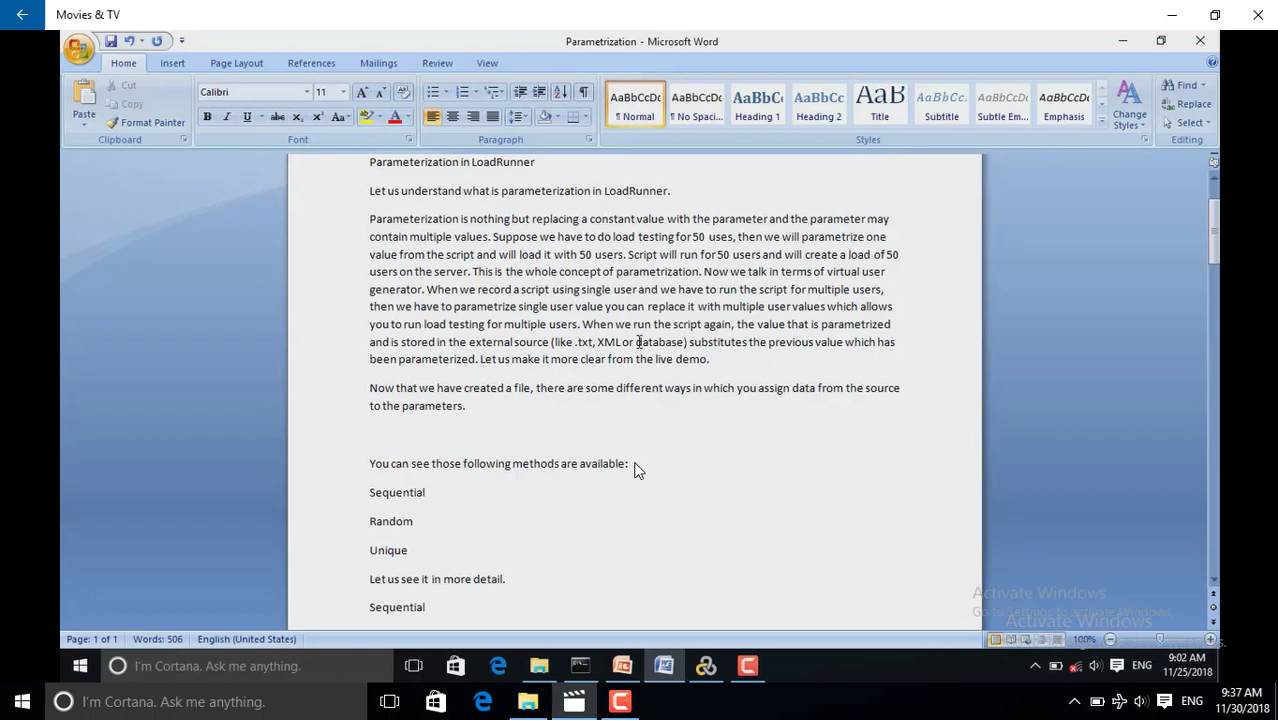 Movies & TV
Parametrization - Microsoft Word
Home Insert Page Layout References Mailings Review View
Cut
Copy
Format Painter
Paste
Clipboard
Calibri 11
Font
Paragraph
AaBbCcDc AaBbCcDc AaBbC AaBbCc AaB AaBbCc. AaBbCcDc AaBbCcDc
¶ Normal ¶ No Spaci... Heading 1 Heading 2 Title Subtitle Subtle Em... Emphasis
Change Styles
Styles
Find
Replace
Select
Editing
Parameterization in LoadRunner
Let us understand what is parameterization in LoadRunner.
Parameterization is nothing but replacing a constant value with the parameter and the parameter may
contain multiple values. Suppose we have to do load testing for 50 uses, then we will parametrize one
value from the script and will load it with 50 users. Script will run for 50 users and will create a load of 50
users on the server. This is the whole concept of parametrization. Now we talk in terms of virtual user
generator. When we record a script using single user and we have to run the script for multiple users,
then we have to parametrize single user value you can replace it with multiple user values which allows
you to run load testing for multiple users. When we run the script again, the value that is parametrized
and is stored in the external source (like .txt, XML or database) substitutes the previous value which has
been parameterized. Let us make it more clear from the live demo.
Now that we have created a file, there are some different ways in which you assign data from the source
to the parameters.
You can see those following methods are available:
Sequential
Random
Unique
Let us see it in more detail.
Sequential
Activate Windows
Go to Settings to activate Windows.
Activate Windows
Page: 1 of 1 Words: 506 English (United States) 100%
I'm Cortana. Ask me anything. ENG 9:02 AM
11/25/2018
I'm Cortana. Ask me anything. ENG 9:37 AM
11/30/2018